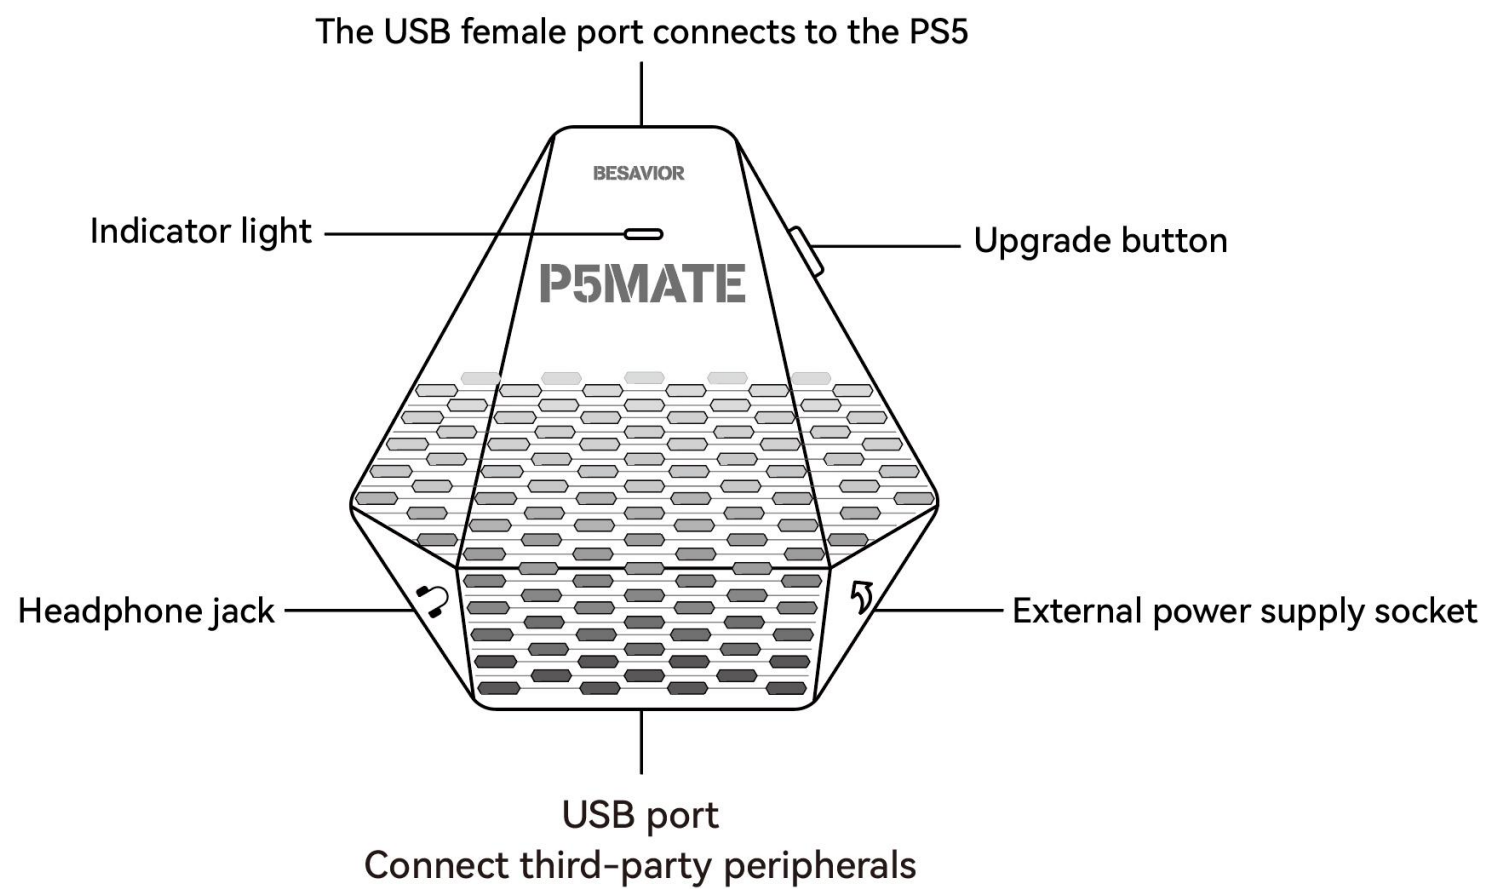 The USB female port connects to the PS5
BESAVIOR
Indicator light
Upgrade button
P5MATE
Headphone jack
External power supply socket
USB port
Connect third-party peripherals